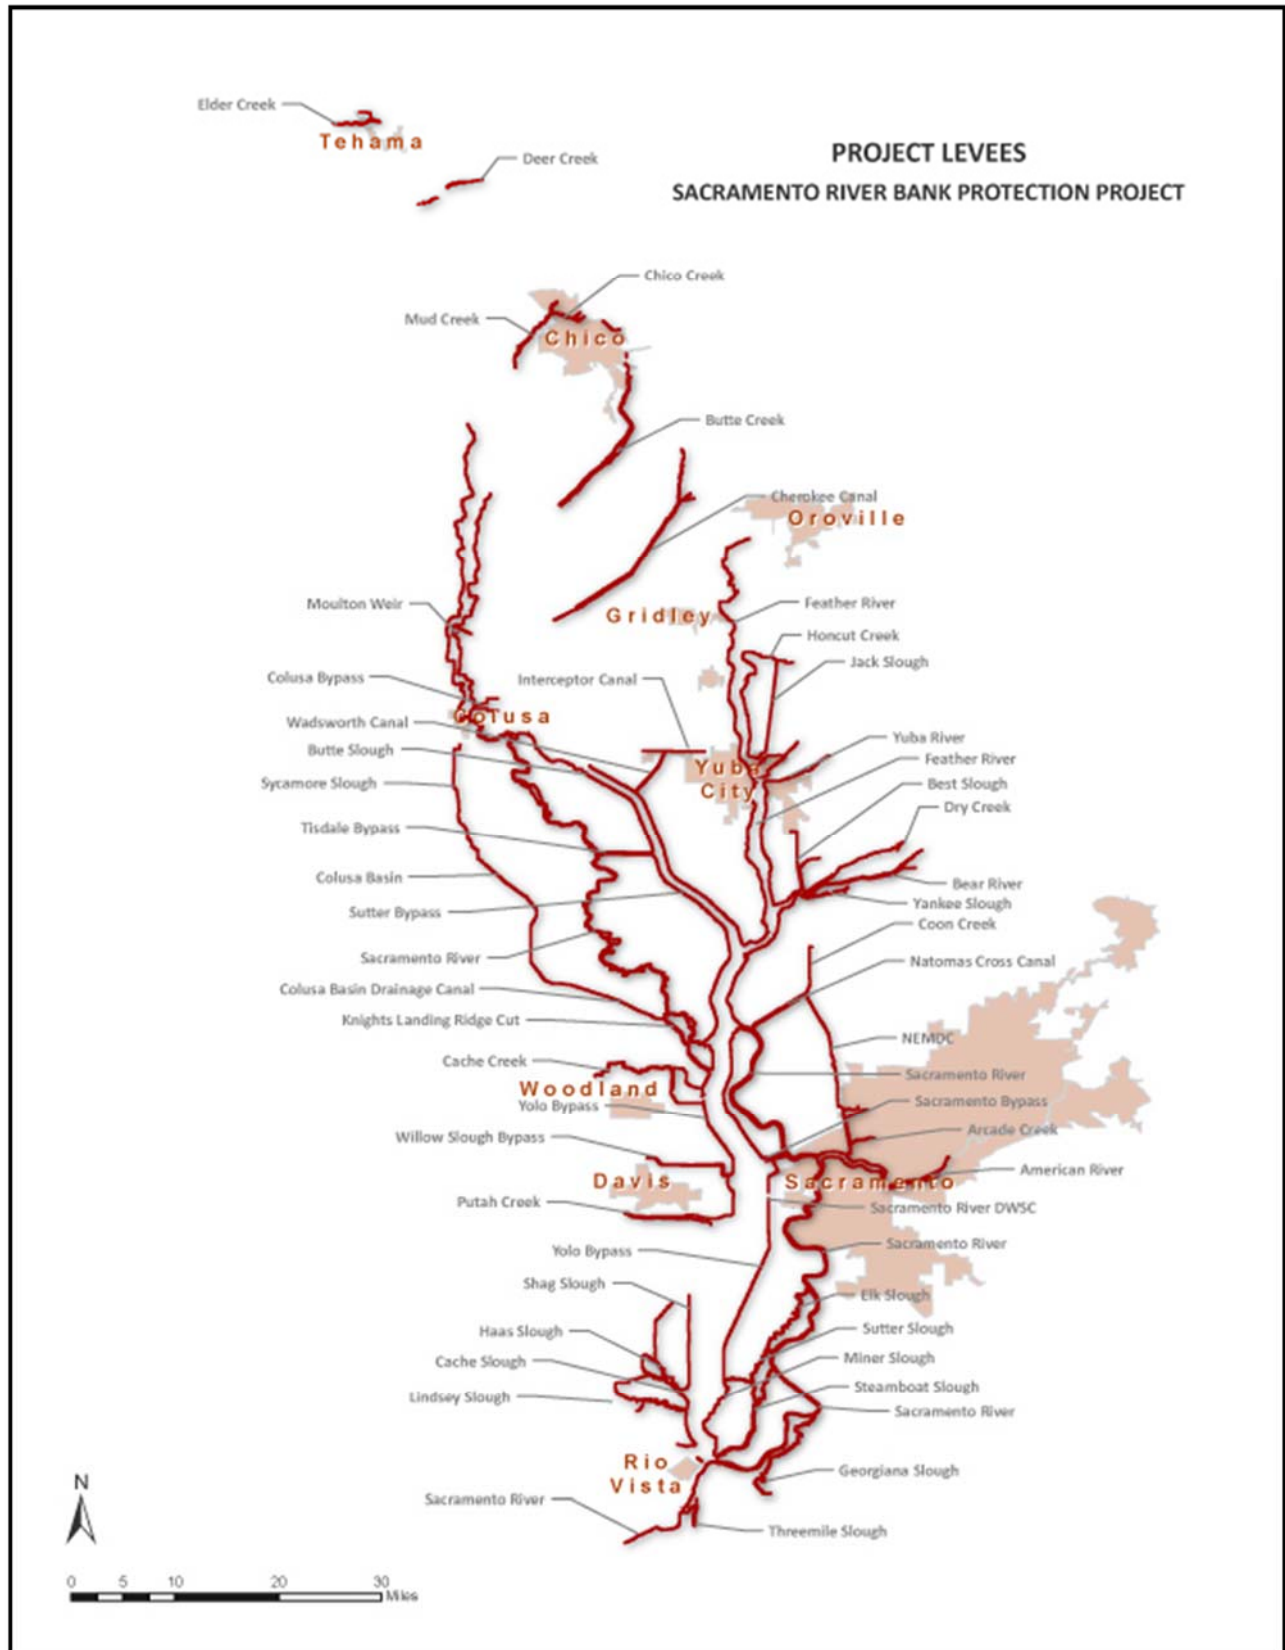 Elder Creek
Tehama
Deer Creek
PROJECT LEVEES
SACRAMENTO RIVER BANK PROTECTION PROJECT
Chico Creek
Mud Creek
Chico
Butte Creek
Cherokee Canal
Oroville
Moulton Weir
Gridley
Feather River
Honcut Creek
Jack Slough
Colusa Bypass
Interceptor Canal
Colusa
Wadsworth Canal
Butte Slough
Yuba River
Feather River
Yuba
City
Sycamore Slough
Best Slough
Dry Creek
Tisdale Bypass
Colusa Basin
Bear River
Yankee Slough
Sutter Bypass
Coon Creek
Sacramento River
Natomas Cross Canal
Colusa Basin Drainage Canal
Knights Landing Ridge Cut
NEMDC
Cache Creek
Sacramento River
Woodland
Yolo Bypass
Sacramento Bypass
Willow Slough Bypass
Arcade Creek
American River
Davis
Sacramento
Putah Creek
Sacramento River DWSC
Yolo Bypass
Sacramento River
Shag Slough
Elk Slough
Haas Slough
Sutter Slough
Cache Slough
Miner Slough
Lindsey Slough
Steamboat Slough
Sacramento River
Rio
Vista
Georgiana Slough
N
Sacramento River
Threemile Slough
0 5 10 20 30
Miles